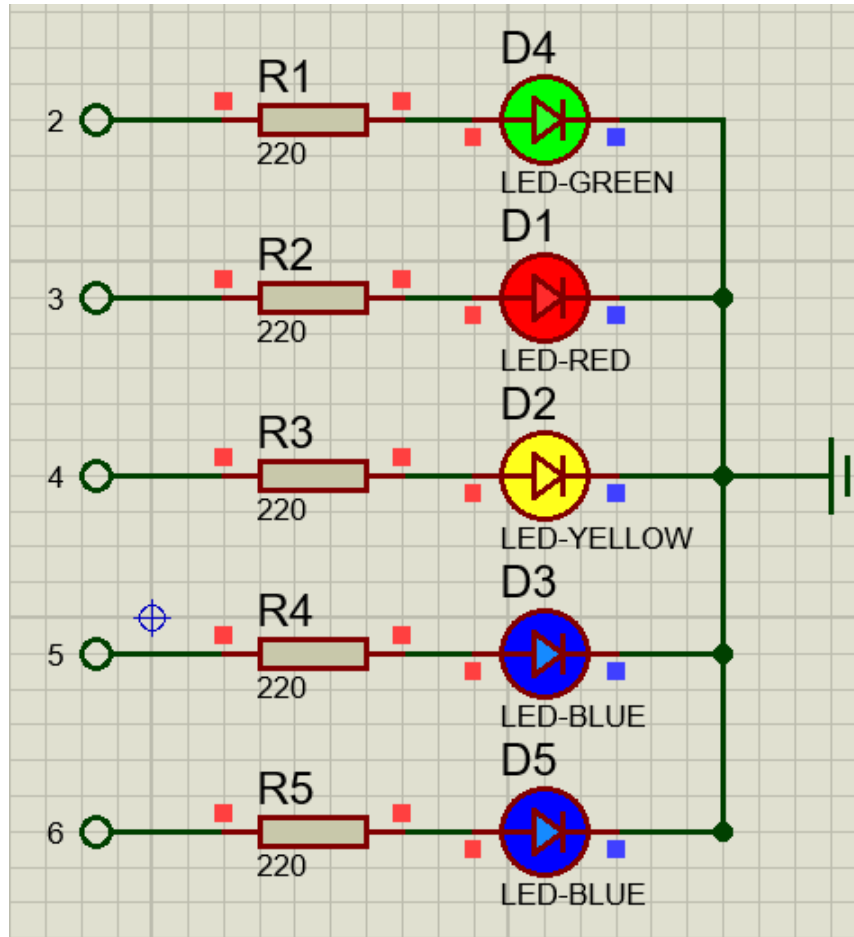 D4
R1
2
220
LED-GREEN
D1
R2
3
220
LED-RED
D2
R3
4
220
LED-YELLOW
D3
R4
5
220
LED-BLUE
D5
R5
6
220
LED-BLUE